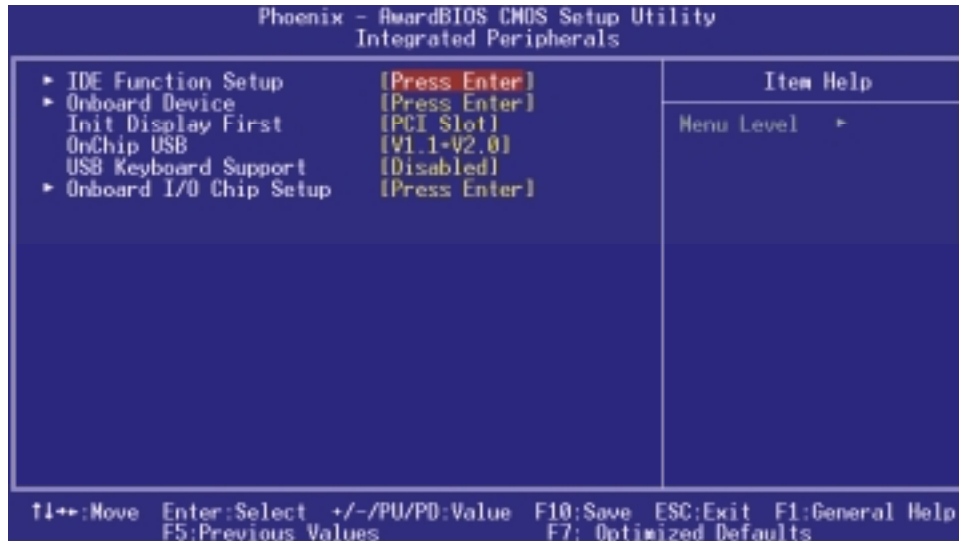 Phoenix - AwardBIOS CMOS Setup Utility
Integrated Peripherals
► IDE Function Setup [Press Enter]
► Onboard Device [Press Enter]
Init Display First [PCI Slot]
OnChip USB [V1.1+V2.0]
USB Keyboard Support [Disabled]
► Onboard I/O Chip Setup [Press Enter]
Item Help
Menu Level ►
↑↓→←:Move Enter:Select +/-/PU/PD:Value F10:Save ESC:Exit F1:General Help
F5:Previous Values F7: Optimized Defaults